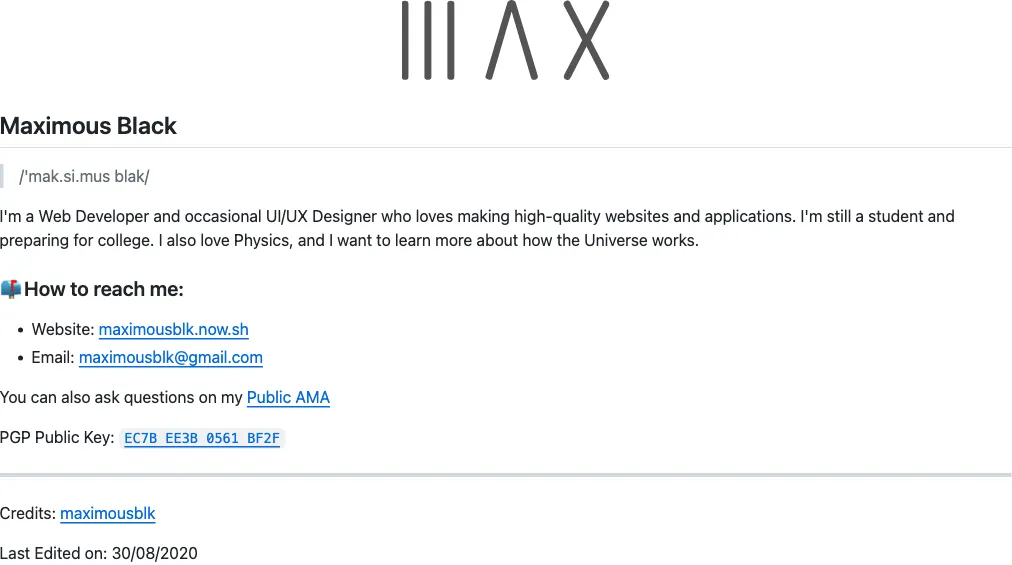 MAX
Maximous Black
/'mak.si.mus blak/
I'm a Web Developer and occasional UI/UX Designer who loves making high-quality websites and applications. I'm still a student and
preparing for college. I also love Physics, and I want to learn more about how the Universe works.
How to reach me:
• Website: maximousblk.now.sh
• Email: maximousblk@gmail.com
You can also ask questions on my Public AMA
PGP Public Key: EC7B EE3B 0561 BF2F
Credits: maximousblk
Last Edited on: 30/08/2020